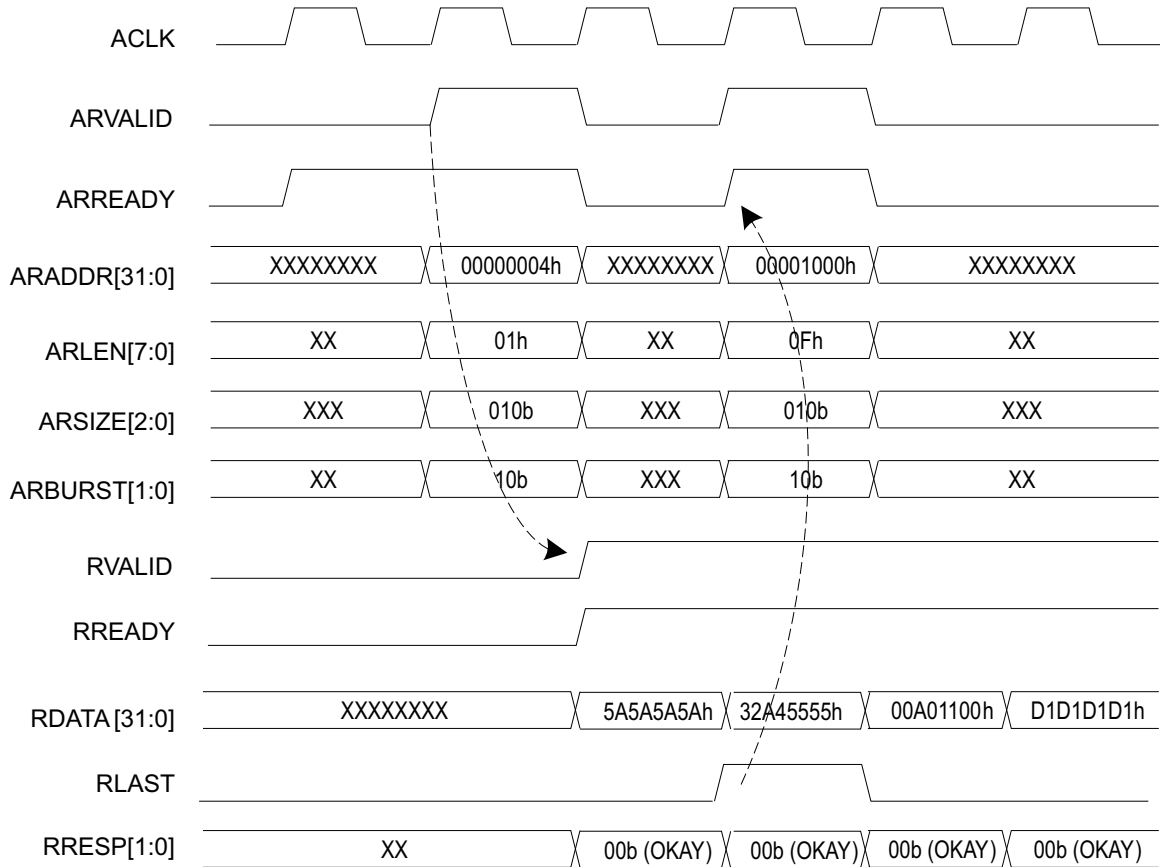 ACLK
ARVALID
ARREADY
ARADDR[31:0] XXXXXXXX 00000004h XXXXXXXX 00001000h XXXXXXXX
ARLEN[7:0] XX 01h XX 0Fh XX
ARSIZE[2:0] XXX 010b XXX 010b XXX
ARBURST[1:0] XX 10b XXX 10b XX
RVALID
RREADY
RDATA [31:0] XXXXXXXX 5A5A5A5Ah 32A45555h 00A01100h D1D1D1D1h
RLAST
RRESP[1:0] XX 00b (OKAY) 00b (OKAY) 00b (OKAY) 00b (OKAY)